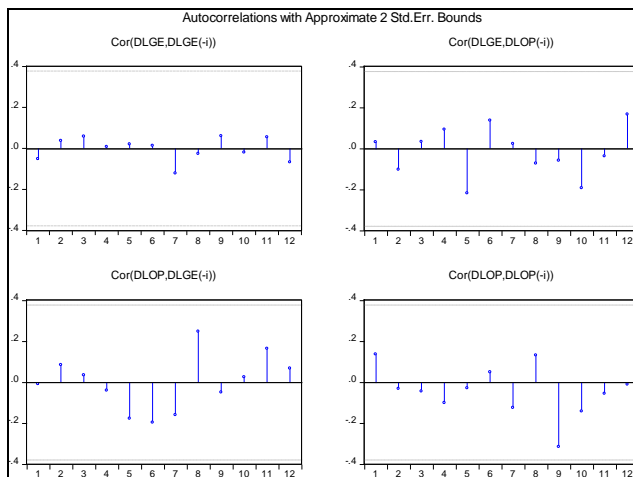 Autocorrelations with Approximate 2 Std.Err. Bounds
Cor(DLGE,DLGE(-i))
.4
.2
.0
-.2
-.4
1 2 3 4 5 6 7 8 9 10 11 12
Cor(DLGE,DLOP(-i))
.4
.2
.0
-.2
-.4
1 2 3 4 5 6 7 8 9 10 11 12
Cor(DLOP,DLGE(-i))
.4
.2
.0
-.2
-.4
1 2 3 4 5 6 7 8 9 10 11 12
Cor(DLOP,DLOP(-i))
.4
.2
.0
-.2
-.4
1 2 3 4 5 6 7 8 9 10 11 12